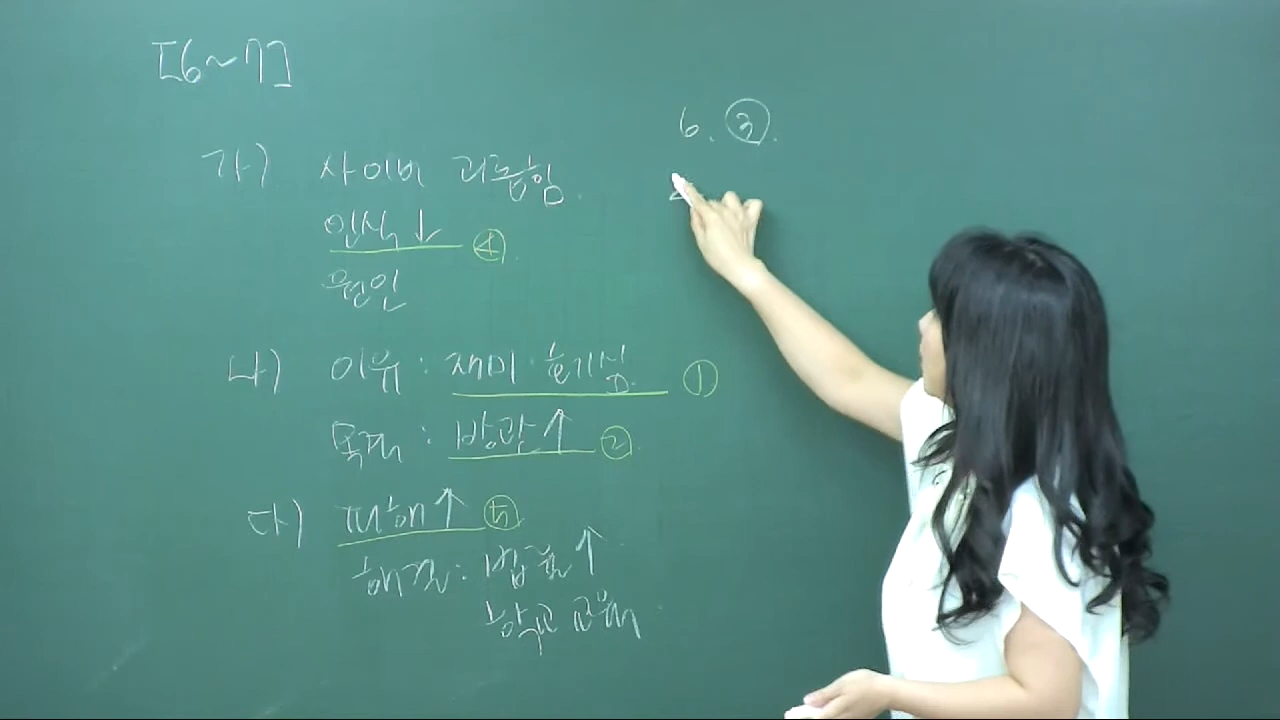 [6~7]
6. ③.
가) 사이버 괴롭힘.
인식↓ ④
원인
나) 이유 : 재미·호기심 ①
목적 : 방관↑ ②
다) 피해↑ ⑤
해결 : 법률↑
학교 교육